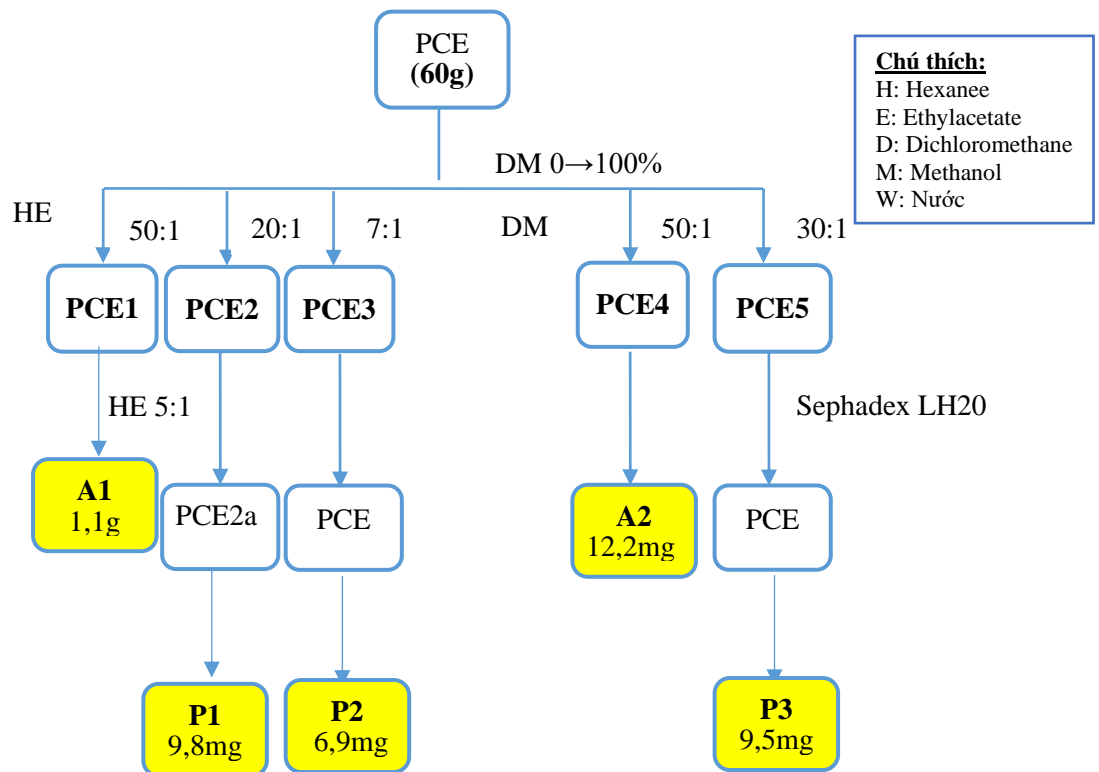 PCE
(60g)
Chú thích:
H: Hexanee
E: Ethylacetate
D: Dichloromethane
M: Methanol
W: Nước
DM 0→100%
HE
50:1
20:1
7:1
DM
50:1
30:1
PCE1
PCE2
PCE3
PCE4
PCE5
HE 5:1
Sephadex LH20
A1
1,1g
PCE2a
PCE
A2
12,2mg
PCE
P1
9,8mg
P2
6,9mg
P3
9,5mg